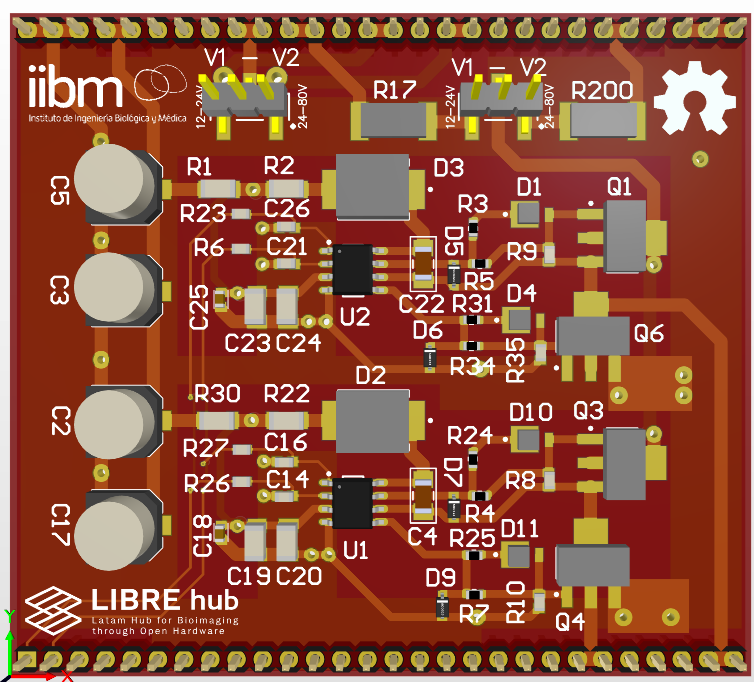 V1 — V2
V1 — V2
iibm
Instituto de Ingeniería Biológica y Médica
12-24V
24-80V
R17
12-24V
24-80V
R200
C5
R1
R2
D3
R3
D1
Q1
R23
C26
R6
C21
D5
R9
R5
C3
C25
U2
C22
R31
D4
C23
C24
D6
R34
R35
Q6
D2
C2
R30
R22
R24
D10
Q3
R27
C16
D7
R8
R26
C14
R4
C17
C18
U1
C4
R25
D11
C19
C20
D9
R7
R10
Q4
LIBRE hub
Latam Hub for Bioimaging
through Open Hardware
Y
X